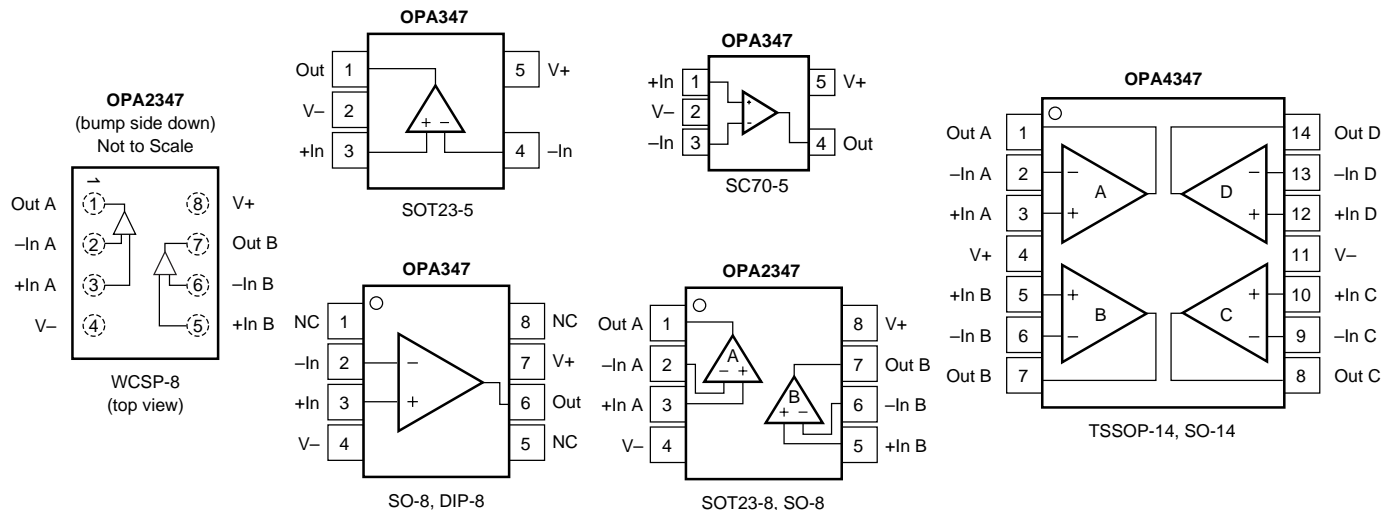 OPA2347
(bump side down)
Not to Scale
1
Out A 1 8 V+
–In A 2 7 Out B
+In A 3 6 –In B
V– 4 5 +In B
WCSP-8
(top view)
OPA347
Out 1 5 V+
V– 2
+In 3 + – 4 –In
SOT23-5
OPA347
+In 1 5 V+
V– 2 + -
–In 3 4 Out
SC70-5
OPA347
NC 1 8 NC
–In 2 – 7 V+
+In 3 + 6 Out
V– 4 5 NC
SO-8, DIP-8
OPA2347
Out A 1 8 V+
–In A 2 A – + 7 Out B
+In A 3 B + – 6 –In B
V– 4 5 +In B
SOT23-8, SO-8
OPA4347
Out A 1 14 Out D
–In A 2 – – 13 –In D
A D
+In A 3 + + 12 +In D
V+ 4 11 V–
+In B 5 + + 10 +In C
B C
–In B 6 – – 9 –In C
Out B 7 8 Out C
TSSOP-14, SO-14